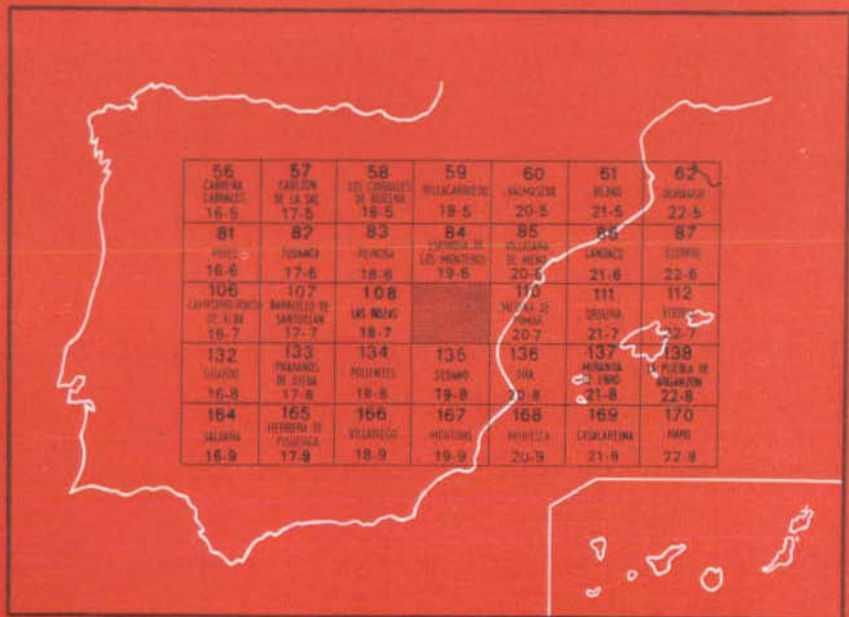 56 57 58 59 60 61 62
CABREÑA CABEZON LOS CORRALES VILLACARRIEDO VALMASEDA BILBAO DURANGO
CABRALES DE LA SAL DE BUELNA
16-5 17-5 18-5 19-5 20-5 21-5 22-5
81 82 83 84 85 86 87
POTES TUDANCA REINOSA ESPINOSA DE VILLASANA LANDACO ELORRIO
LOS MONTEROS DE MENA
16-6 17-6 18-6 19-6 20-6 21-6 22-6
106 107 108 110 111 112
CAMPORREDONDO BARRUELO DE LAS ROZAS MEDINA DE ORDUÑA VITORIA
DE ALBA SANTULLAN POMAR
16-7 17-7 18-7 20-7 21-7 22-7
132 133 134 135 136 137 138
GUARDO PRADANOS POLIENTES SEDANO OÑA MIRANDA LA PUEBLA DE
DE OJEDA DE EBRO ARGANZON
16-8 17-8 18-8 19-8 20-8 21-8 22-8
164 165 166 167 168 169 170
SALDAÑA HERRERA DE VILLADIEGO MONTORIO BRIVIESCA CASALARREINA HARO
PISUERGA
16-9 17-9 18-9 19-9 20-9 21-9 22-9